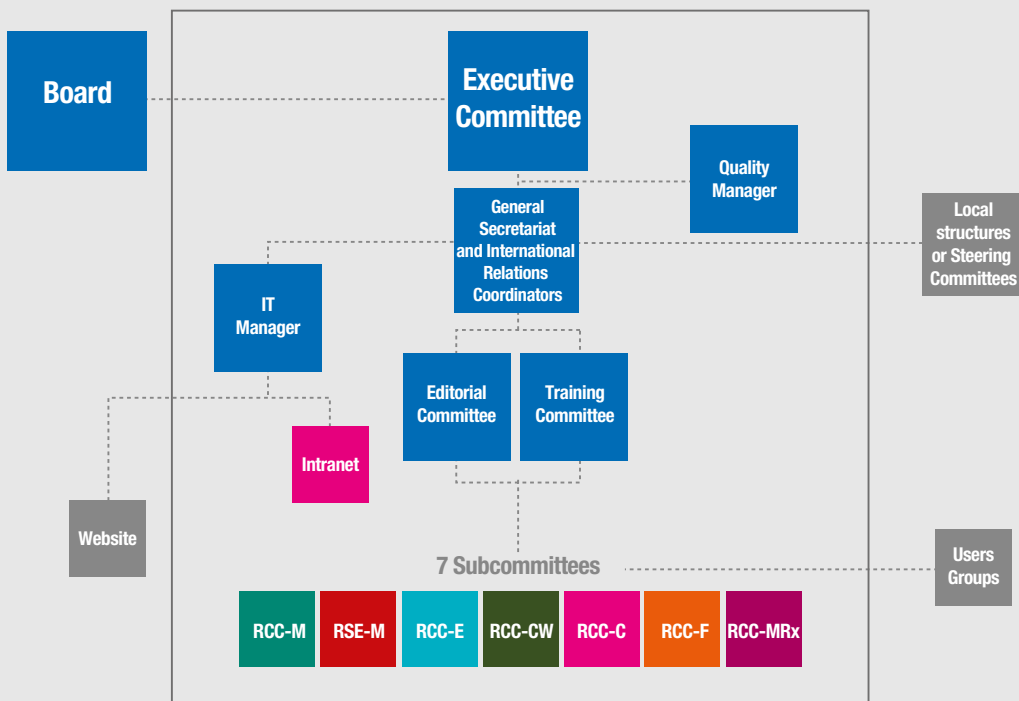 Board
Executive
Committee
Quality
Manager
General
Secretariat
and International
Relations
Coordinators
Local
structures
or Steering
Committees
IT
Manager
Editorial
Committee
Training
Committee
Intranet
Website
7 Subcommittees
Users
Groups
RCC-M
RSE-M
RCC-E
RCC-CW
RCC-C
RCC-F
RCC-MRx